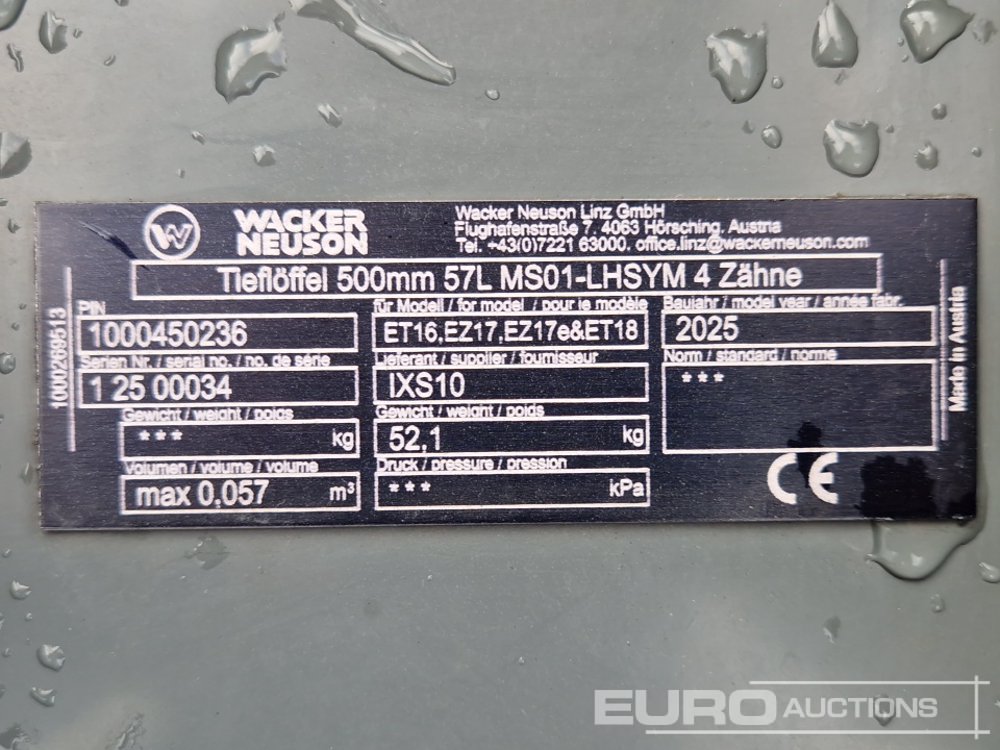 WACKER
NEUSON
Wacker Neuson Linz GmbH
Flughafenstraße 7, 4063 Hörsching, Austria
Tel. +43(0)7221 63000, office.linz@wackerneuson.com
Tieflöffel 500mm 57L MS01-LHSYM 4 Zähne
PIN
1000450236
für Modell / for model / pour le modèle
ET16,EZ17,EZ17e&ET18
Baujahr / model year / année fabr.
2025
Serien Nr. / serial no. / no. de série
1 25 00034
Lieferant / supplier / fournisseur
IXS10
Norm / standard / norme
***
Gewicht / weight / poids
*** kg
Gewicht / weight / poids
52,1 kg
Volumen / volume / volume
max 0,057 m³
Druck / pressure / pression
*** kPa
CE
1000269513
Made in Austria
EURO AUCTIONS